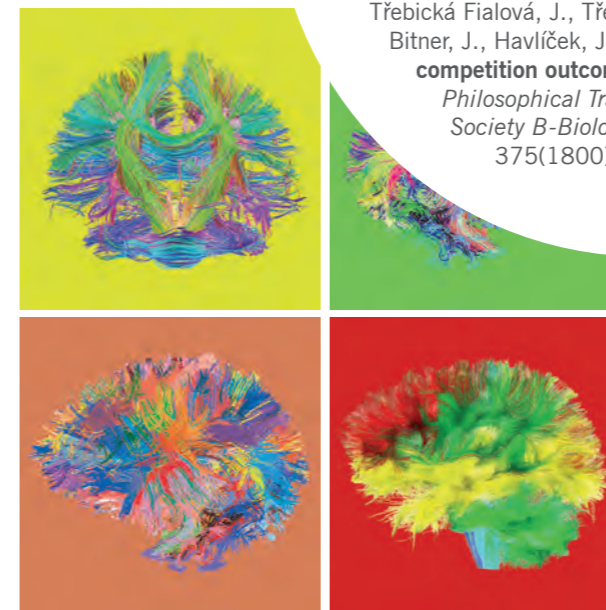 Třebická Fialová, J., Tře
Bitner, J., Havlíček, J
competition outcor
Philosophical Tra
Society B-Biolo
375(1800)